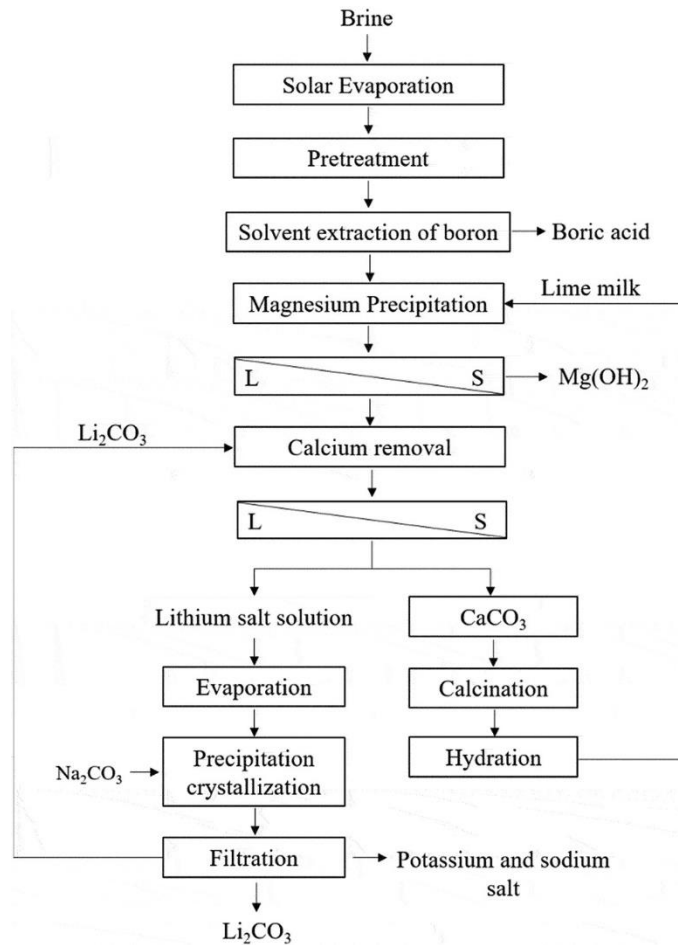 Brine
Solar Evaporation
Pretreatment
Solvent extraction of boron
Boric acid
Magnesium Precipitation
Lime milk
L
S
Mg(OH)₂
Li₂CO₃
Calcium removal
L
S
Lithium salt solution
CaCO₃
Evaporation
Calcination
Na₂CO₃
Precipitation
crystallization
Hydration
Filtration
Potassium and sodium
salt
Li₂CO₃